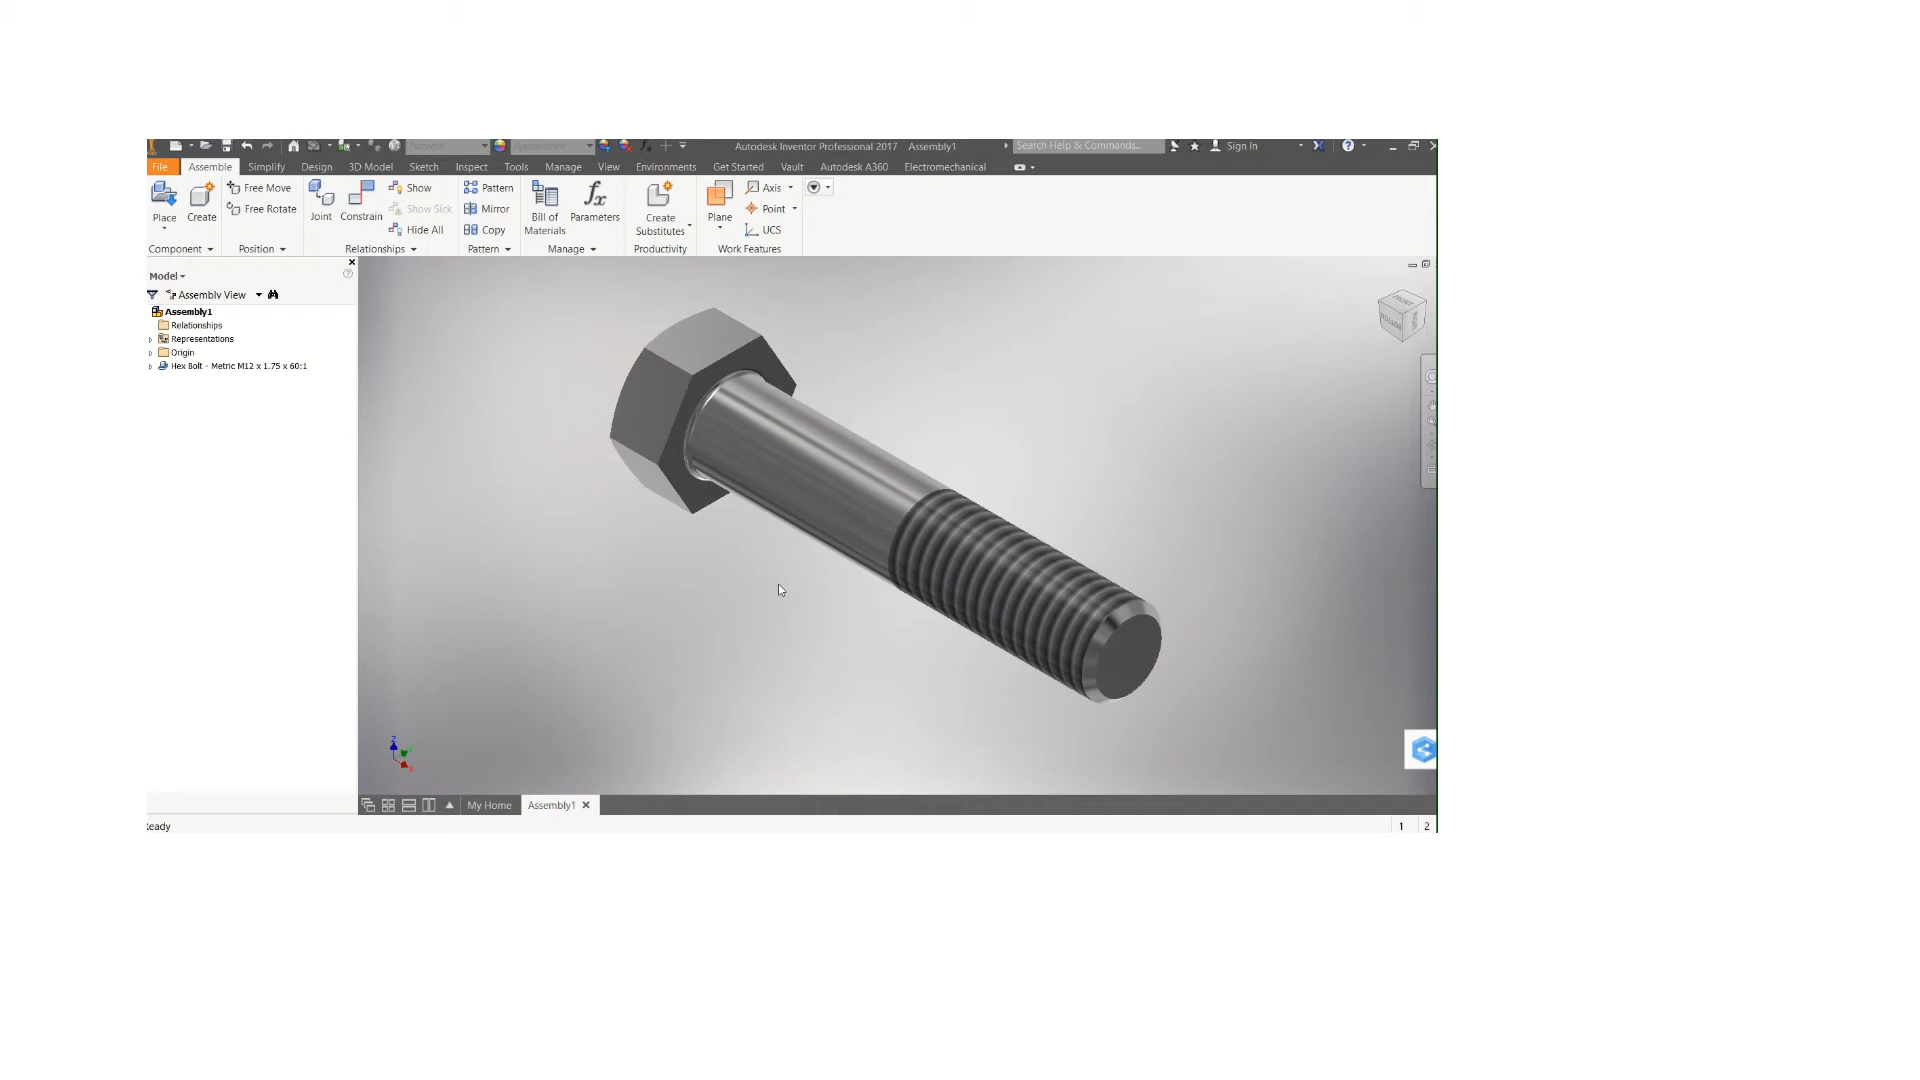 Autodesk Inventor Professional 2017 Assembly1
Search Help & Commands...
Sign In
File Assemble Simplify Design 3D Model Sketch Inspect Tools Manage View Environments Get Started Vault Autodesk A360 Electromechanical
Place
Create
Component
Free Move
Free Rotate
Position
Joint
Constrain
Show
Show Sick
Hide All
Relationships
Pattern
Mirror
Copy
Pattern
Bill of
Materials
Parameters
Manage
Create
Substitutes
Productivity
Plane
Axis
Point
UCS
Work Features
Model
Assembly View
Assembly1
Relationships
Representations
Origin
Hex Bolt - Metric M12 x 1.75 x 60:1
FRONT
BOTTOM
Z
X
My Home
Assembly1
eady
1 2